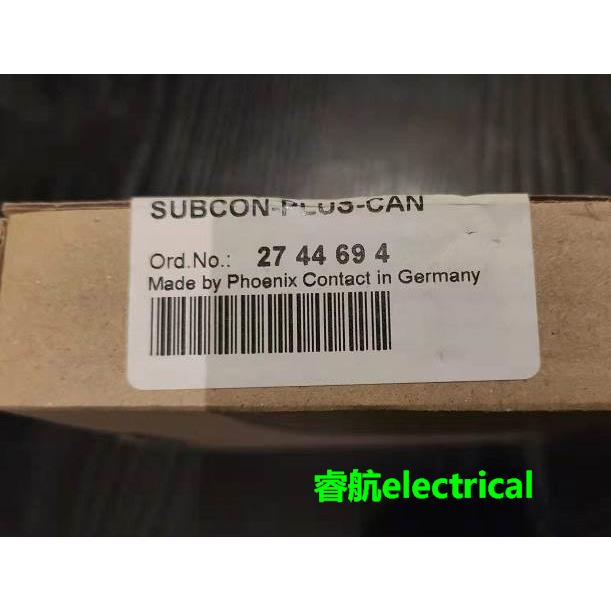 SUBCON-PLUS-CAN
Ord.No.: 27 44 69 4
Made by Phoenix Contact in Germany
睿航electrical